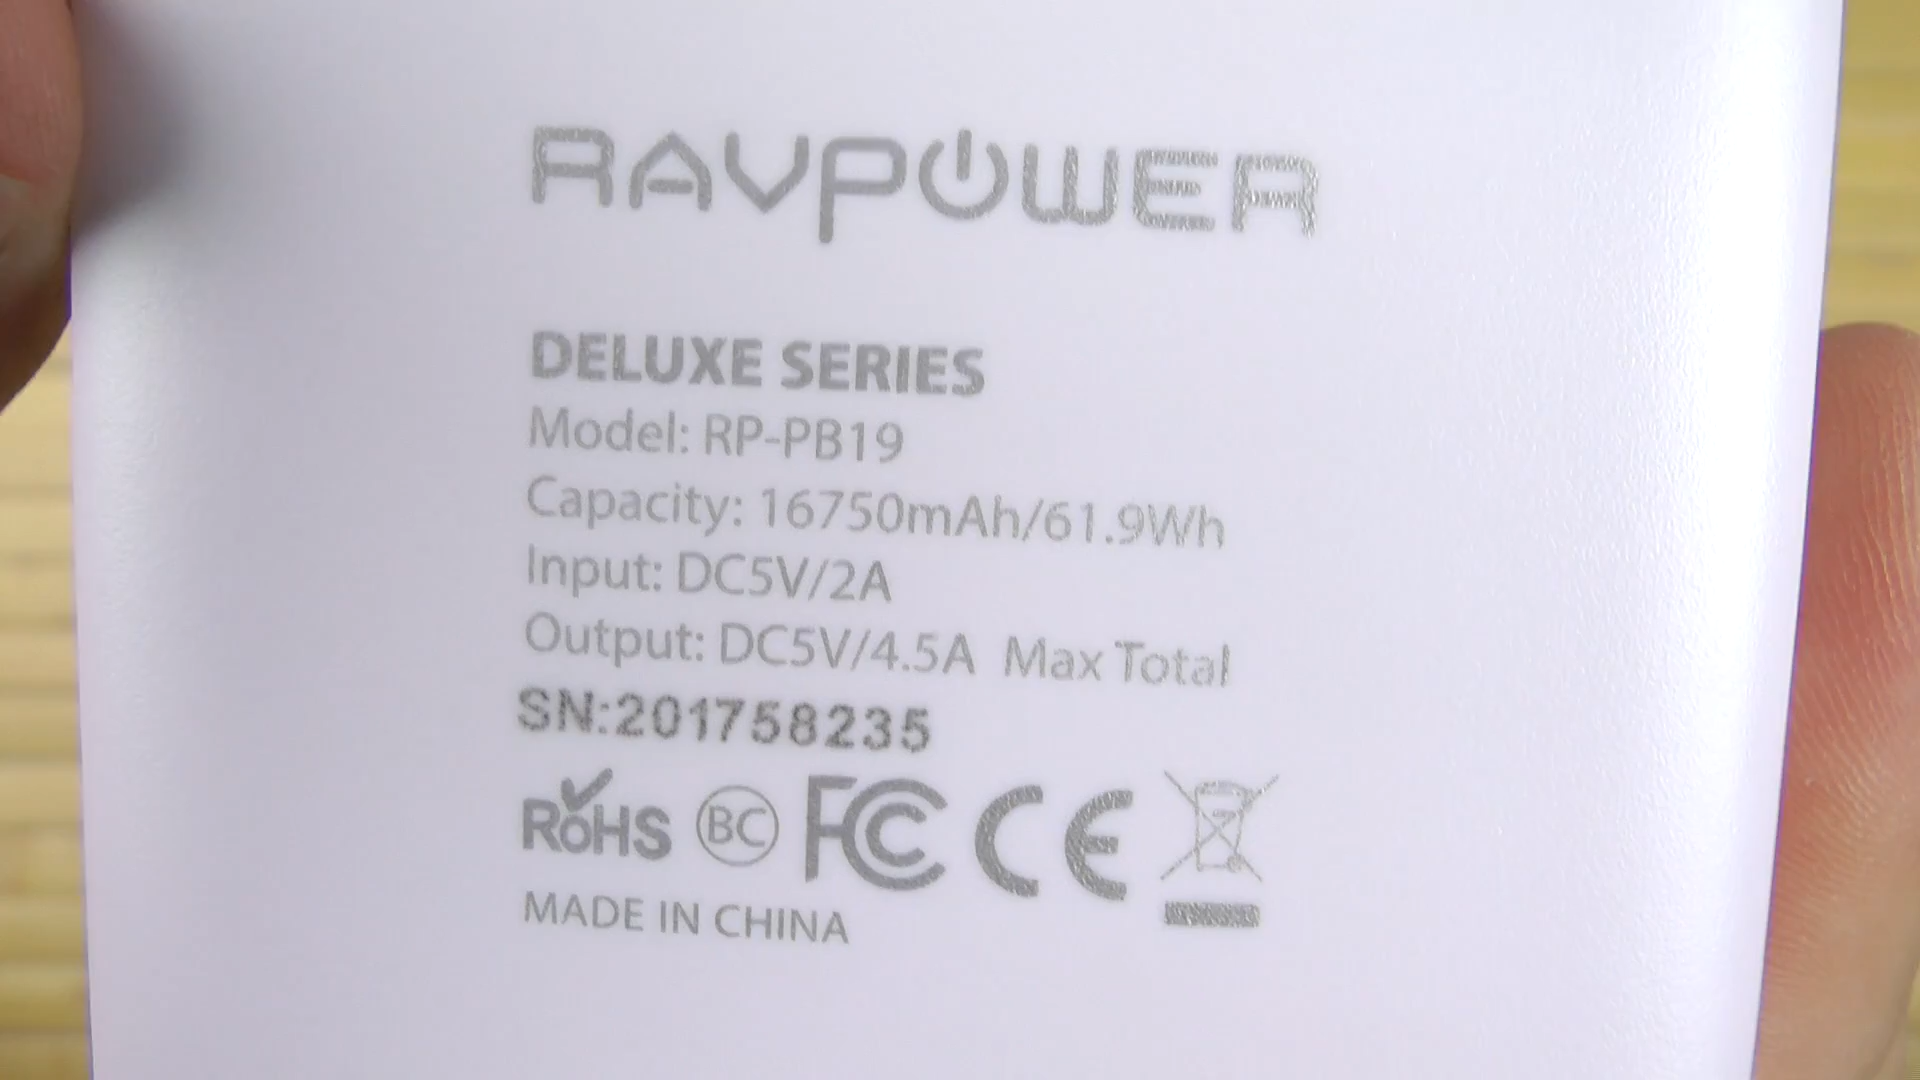 RAVPOWER
DELUXE SERIES
Model: RP-PB19
Capacity: 16750mAh/61.9Wh
Input: DC5V/2A
Output: DC5V/4.5A Max Total
SN:201758235
RoHS BC FC CE
MADE IN CHINA